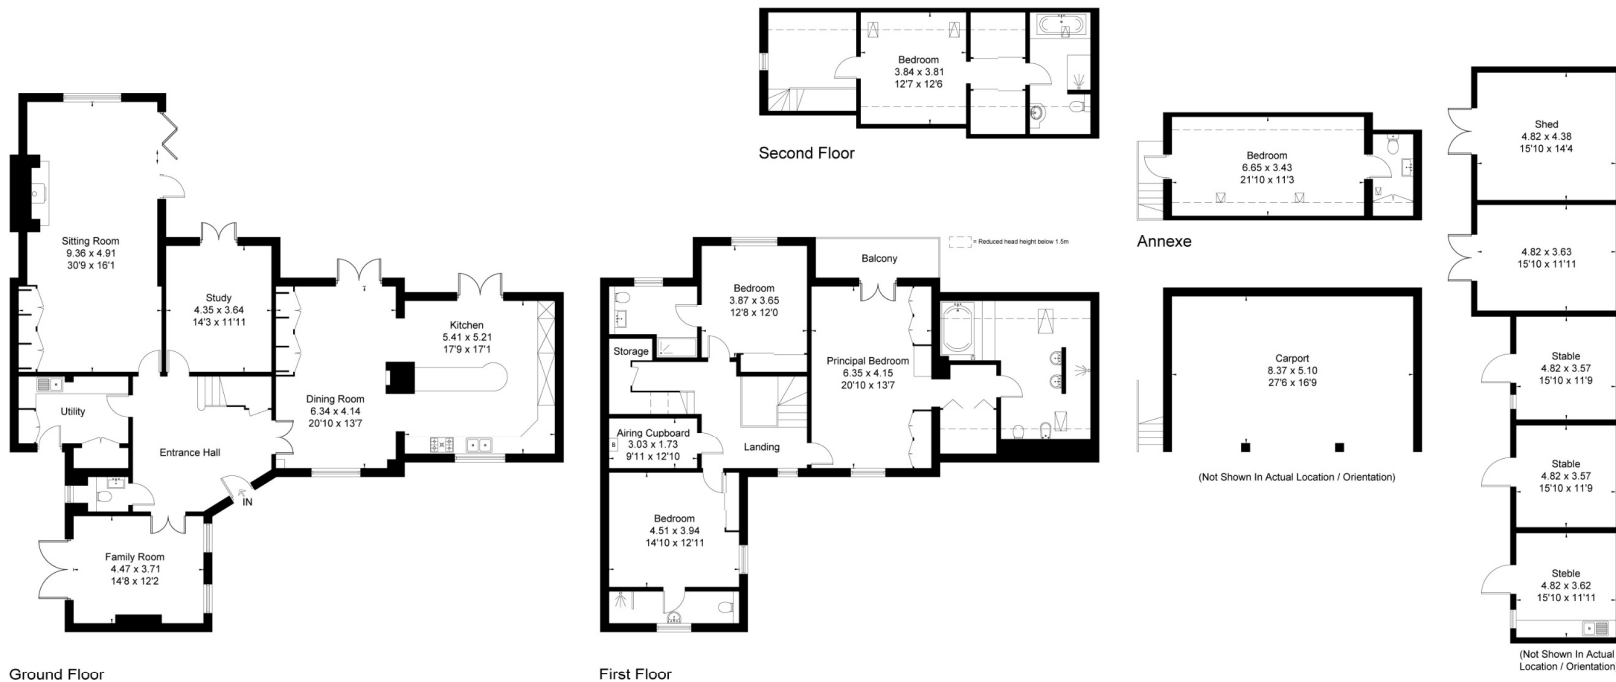 Second Floor
Bedroom
3.84 x 3.81
12'7 x 12'6
Sitting Room
9.36 x 4.91
30'9 x 16'1
Study
4.35 x 3.64
14'3 x 11'11
Kitchen
5.41 x 5.21
17'9 x 17'1
Dining Room
6.34 x 4.14
20'10 x 13'7
Utility
Entrance Hall
IN
Family Room
4.47 x 3.71
14'8 x 12'2
Ground Floor
= Reduced head height below 1.5m
Balcony
Bedroom
3.87 x 3.65
12'8 x 12'0
Storage
Principal Bedroom
6.35 x 4.15
20'10 x 13'7
Airing Cupboard
3.03 x 1.73
9'11 x 12'10
B
Landing
Bedroom
4.51 x 3.94
14'10 x 12'11
First Floor
Bedroom
6.65 x 3.43
21'10 x 11'3
Annexe
Carport
8.37 x 5.10
27'6 x 16'9
(Not Shown In Actual Location / Orientation)
Shed
4.82 x 4.38
15'10 x 14'4
4.82 x 3.63
15'10 x 11'11
Stable
4.82 x 3.57
15'10 x 11'9
Stable
4.82 x 3.57
15'10 x 11'9
Steble
4.82 x 3.62
15'10 x 11'11
(Not Shown In Actual
Location / Orientation